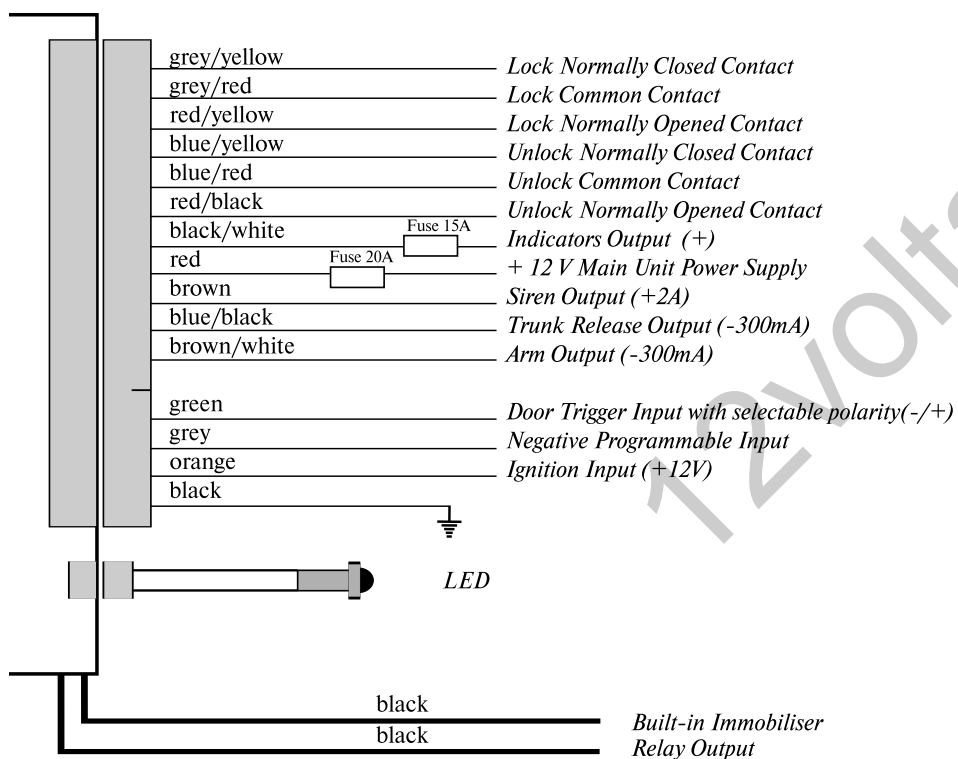 grey/yellow Lock Normally Closed Contact
grey/red Lock Common Contact
red/yellow Lock Normally Opened Contact
blue/yellow Unlock Normally Closed Contact
blue/red Unlock Common Contact
red/black Unlock Normally Opened Contact
black/white Fuse 15A Indicators Output (+)
red Fuse 20A + 12 V Main Unit Power Supply
brown Siren Output (+2A)
blue/black Trunk Release Output (-300mA)
brown/white Arm Output (-300mA)
green Door Trigger Input with selectable polarity(-/+)
grey Negative Programmable Input
orange Ignition Input (+12V)
black
LED
black Built-in Immobiliser
black Relay Output
12volt